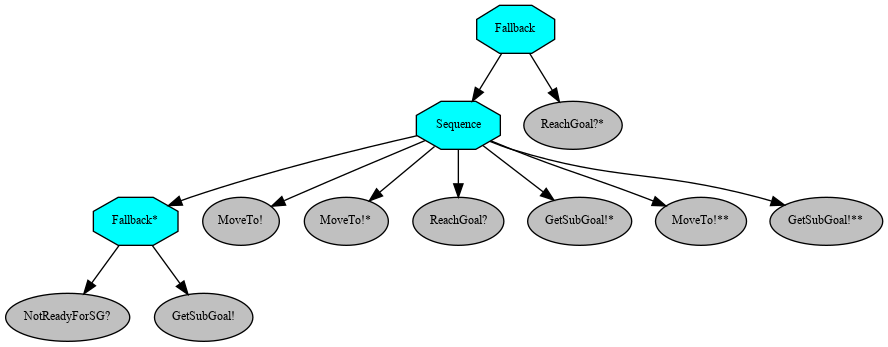 Fallback
Sequence
ReachGoal?*
Fallback*
MoveTo!
MoveTo!*
ReachGoal?
GetSubGoal!*
MoveTo!**
GetSubGoal!**
NotReadyForSG?
GetSubGoal!